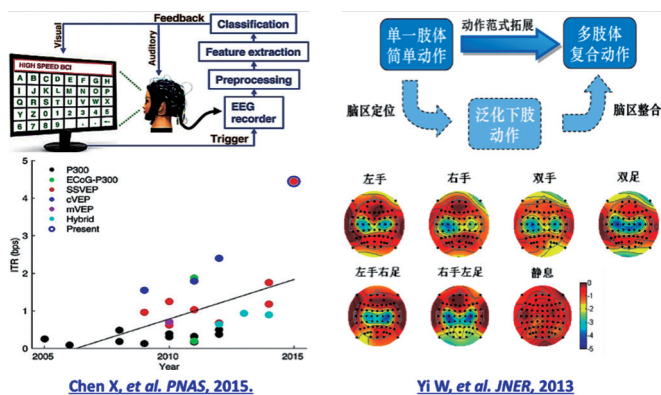 Feedback
Visual
Auditory
Classification
Feature extraction
Preprocessing
EEG
recorder
Trigger
HIGH SPEED BCI
A B C D E F G H
I J K L M N O P
Q R S T U V W X
Y Z 0 1 2 3 4 5
6 7 8 9
P300
ECoG-P300
SSVEP
cVEP
mVEP
Hybrid
Present
ITR (bps)
5
4
3
2
1
0
2005
2010
2015
Year
Chen X, et al. PNAS, 2015.
单一肢体
简单动作
动作范式拓展
多肢体
复合动作
脑区定位
泛化下肢
动作
脑区整合
左手
右手
双手
双足
左手右足
右手左足
静息
0
-1
-2
-3
-4
-5
Yi W, et al. JNER, 2013